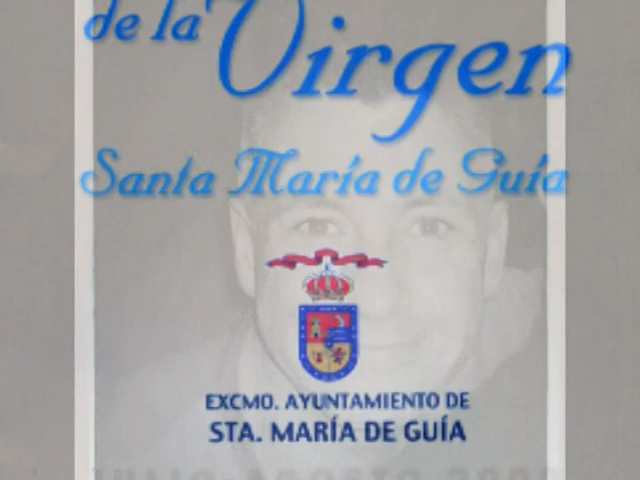 de la Virgen
Santa María de Guía
EXCMO. AYUNTAMIENTO DE
STA. MARÍA DE GUÍA